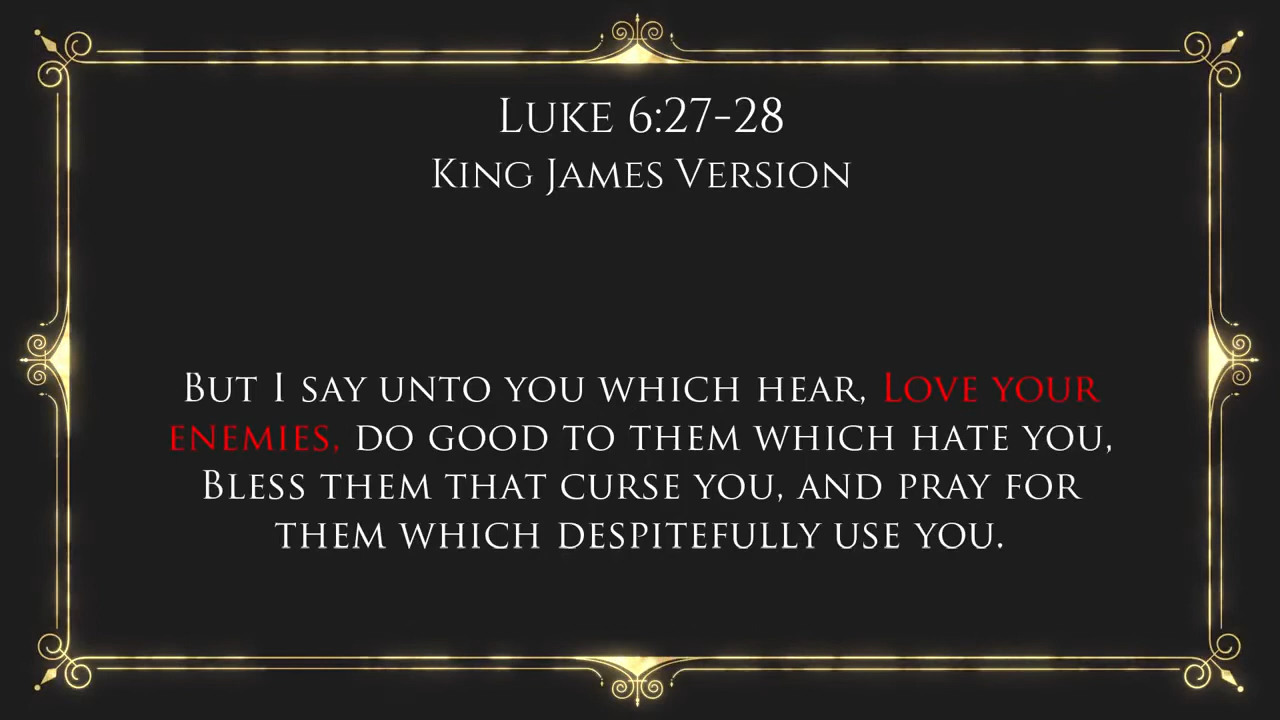 Luke 6:27-28
King James Version
But I say unto you which hear, Love your
enemies, do good to them which hate you,
Bless them that curse you, and pray for
them which despitefully use you.